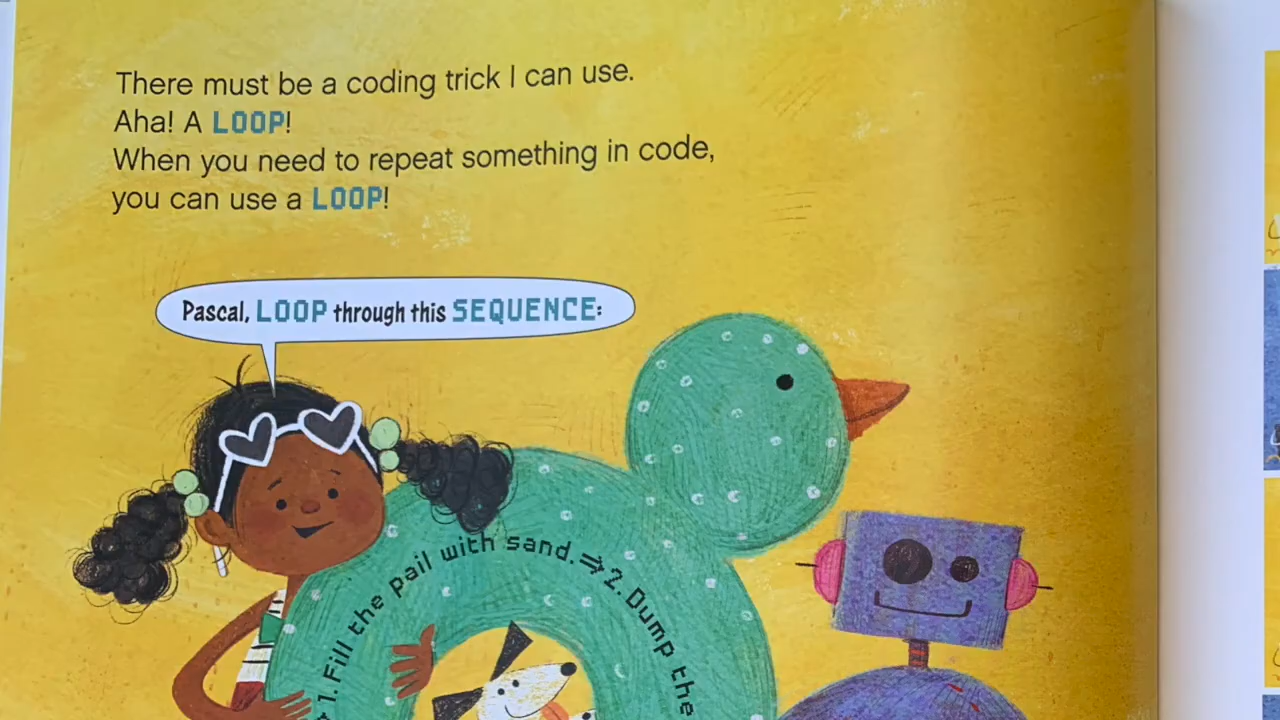 There must be a coding trick I can use.
Aha! A LOOP!
When you need to repeat something in code,
you can use a LOOP!
Pascal, LOOP through this SEQUENCE:
1. Fill the pail with sand. → 2. Dump the